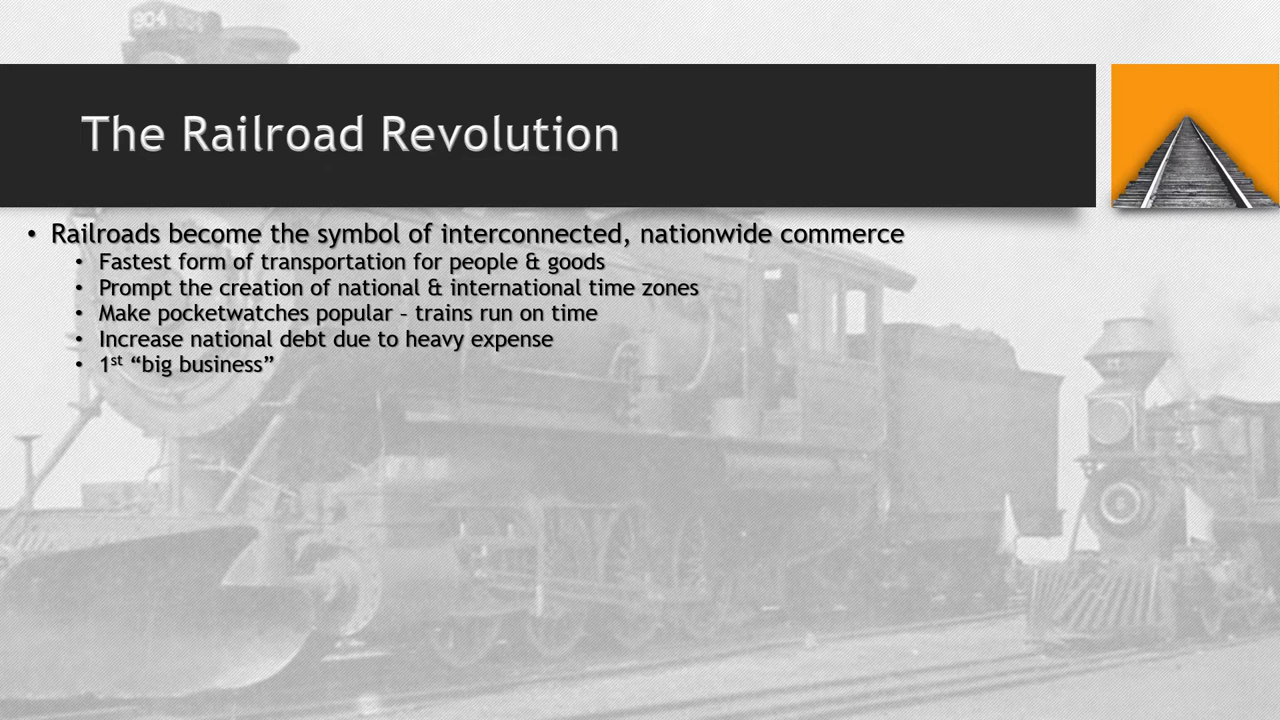 904 904
The Railroad Revolution
• Railroads become the symbol of interconnected, nationwide commerce
• Fastest form of transportation for people & goods
• Prompt the creation of national & international time zones
• Make pocketwatches popular – trains run on time
• Increase national debt due to heavy expense
• 1st “big business”